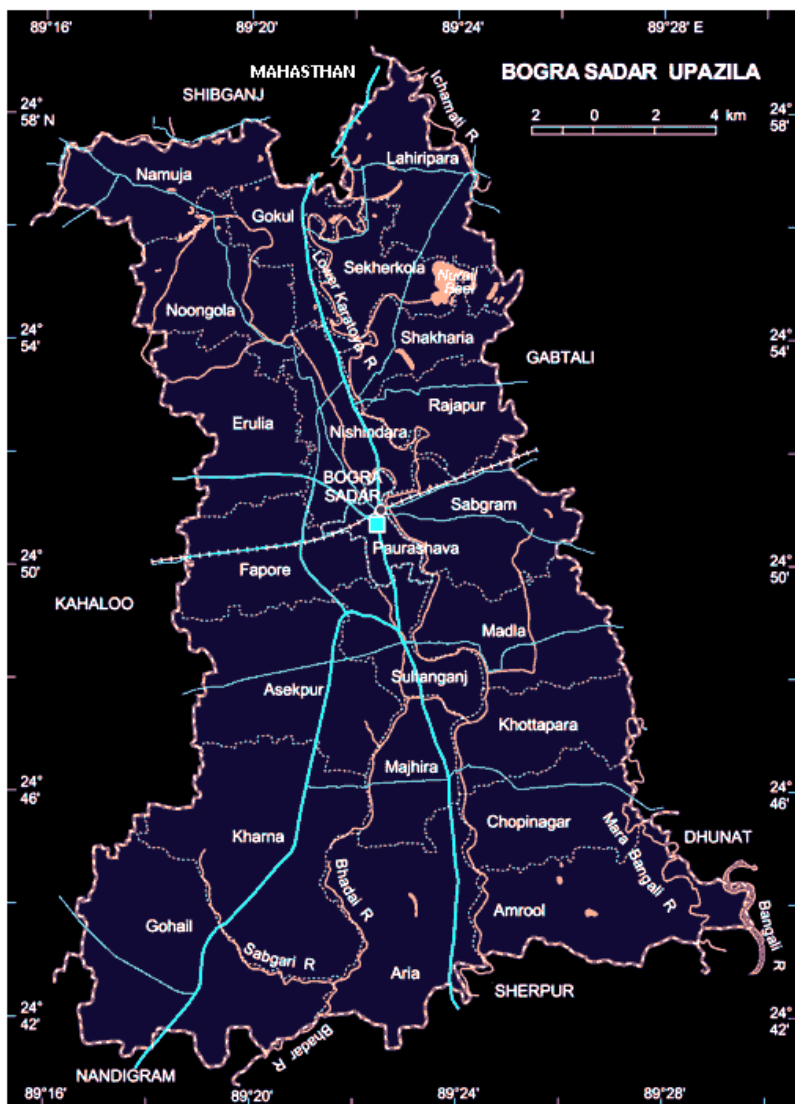 89°16'
89°20'
89°24'
89°28' E
MAHASTHAN
BOGRA SADAR UPAZILA
SHIBGANJ
Ichamati R
24°
58' N
24°
58'
2 0 2 4 km
Lahiripara
Namuja
Gokul
Sekherkola
Nurail
Beel
Lower Karatoya R
Noongola
Shakharia
24°
54'
24°
54'
GABTALI
Rajapur
Erulia
Nishindara
BOGRA
SADAR
Sabgram
Paurashava
24°
50'
24°
50'
Fapore
KAHALOO
Madla
Sultanganj
Asekpur
Khottapara
Majhira
24°
46'
24°
46'
Chopinagar
Kharna
DHUNAT
Mara Bangali R
Bhadai R
Amrool
Gohail
Bangali R
Sabgari R
Aria
SHERPUR
24°
42'
24°
42'
Bhadar R
NANDIGRAM
89°16'
89°20'
89°24'
89°28'